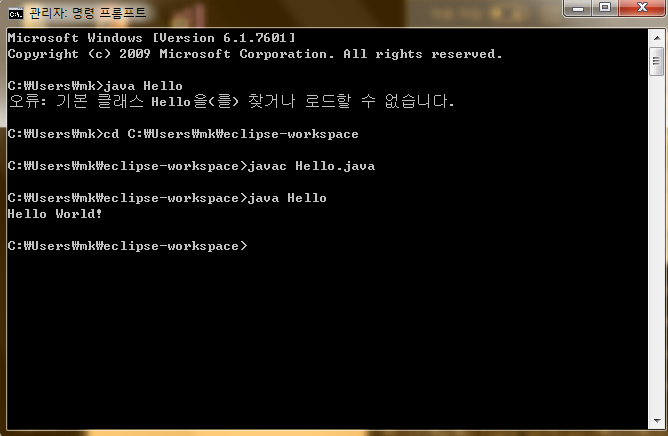 관리자: 명령 프롬프트
Microsoft Windows [Version 6.1.7601]
Copyright (c) 2009 Microsoft Corporation. All rights reserved.
C:₩Users₩mk>java Hello
오류: 기본 클래스 Hello을(를) 찾거나 로드할 수 없습니다.
C:₩Users₩mk>cd C:₩Users₩mk₩eclipse-workspace
C:₩Users₩mk₩eclipse-workspace>javac Hello.java
C:₩Users₩mk₩eclipse-workspace>java Hello
Hello World!
C:₩Users₩mk₩eclipse-workspace>